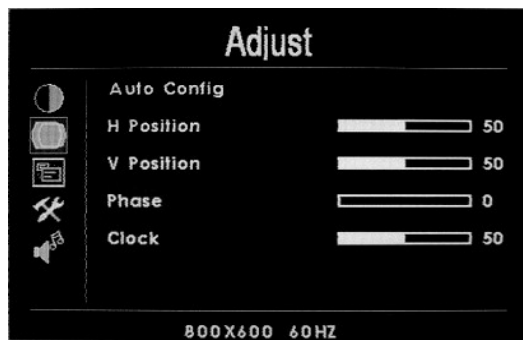 Adjust
Auto Config
H Position 50
V Position 50
Phase 0
Clock 50
800X600 60HZ